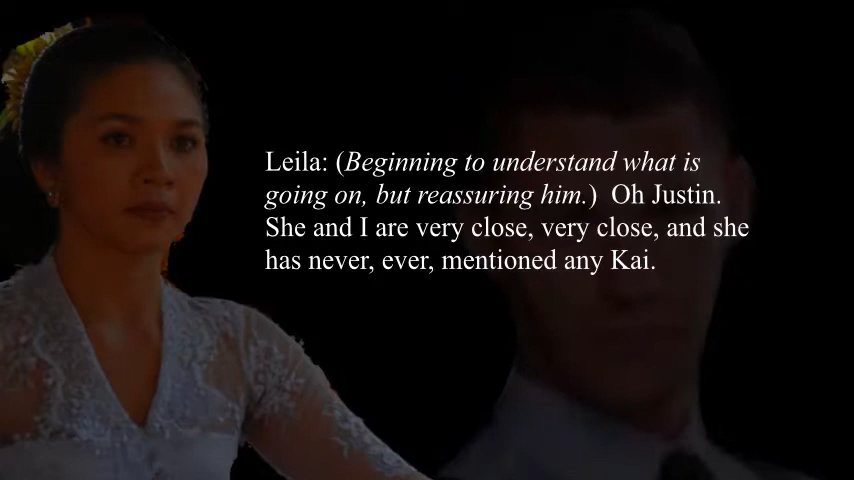 Leila: (Beginning to understand what is
going on, but reassuring him.)  Oh Justin.
She and I are very close, very close, and she
has never, ever, mentioned any Kai.